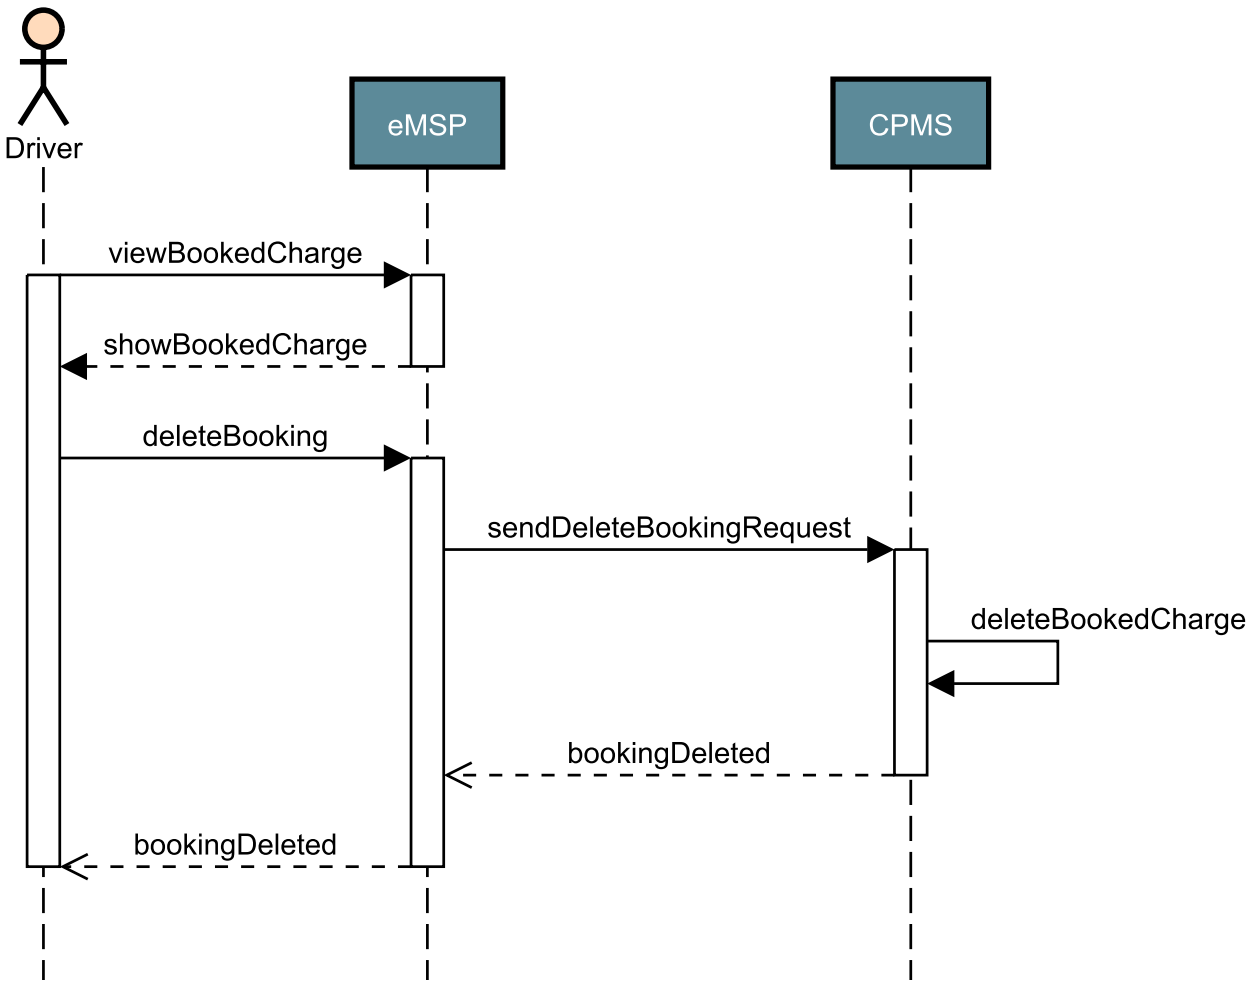 Driver
eMSP
CPMS
viewBookedCharge
showBookedCharge
deleteBooking
sendDeleteBookingRequest
deleteBookedCharge
bookingDeleted
bookingDeleted